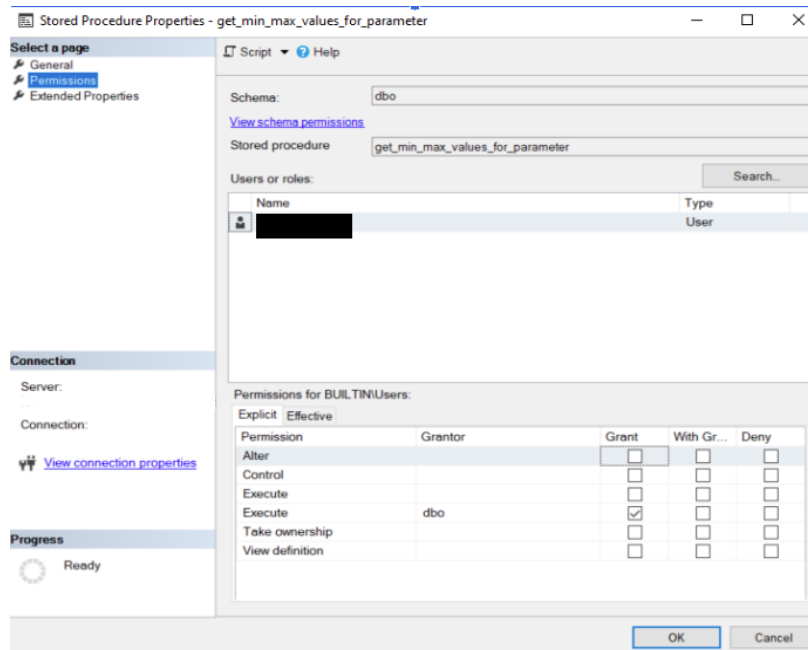 Stored Procedure Properties - get_min_max_values_for_parameter
Select a page
General
Permissions
Extended Properties
Script Help
Schema: dbo
View schema permissions
Stored procedure get_min_max_values_for_parameter
Users or roles: Search...
Name Type
User
Connection
Server:
Connection:
View connection properties
Progress
Ready
Permissions for BUILTIN\Users:
Explicit Effective
Permission Grantor Grant With Gr... Deny
Alter
Control
Execute
Execute dbo
Take ownership
View definition
OK Cancel